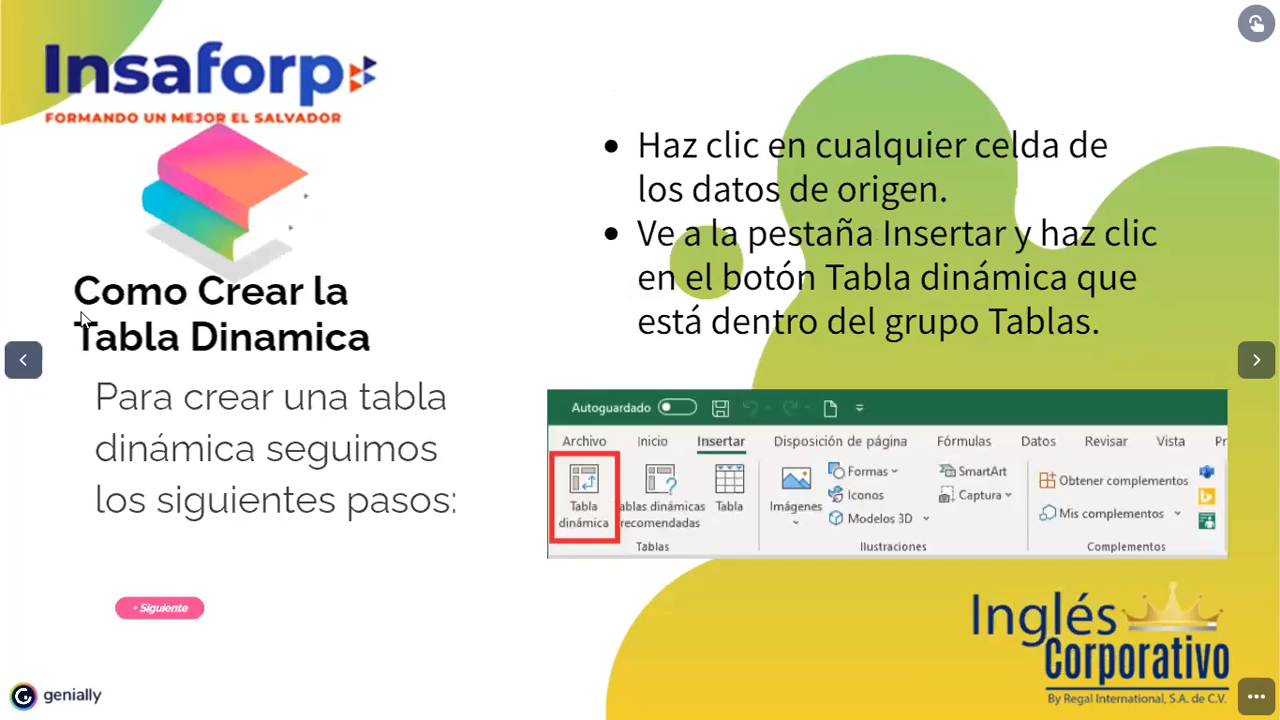 Insaforp
FORMANDO UN MEJOR EL SALVADOR
Como Crear la
Tabla Dinamica
Para crear una tabla
dinámica seguimos
los siguientes pasos:
+ Siguiente
genially
• Haz clic en cualquier celda de
los datos de origen.
• Ve a la pestaña Insertar y haz clic
en el botón Tabla dinámica que
está dentro del grupo Tablas.
Autoguardado
Archivo Inicio Insertar Disposición de página Fórmulas Datos Revisar Vista Pr
Tabla
dinámica
ablas dinámicas
recomendadas
Tabla
Tablas
Imágenes
Formas
Iconos
Modelos 3D
SmartArt
Captura
Ilustraciones
Obtener complementos
Mis complementos
Complementos
Inglés
Corporativo
By Regal International, S.A. de C.V.